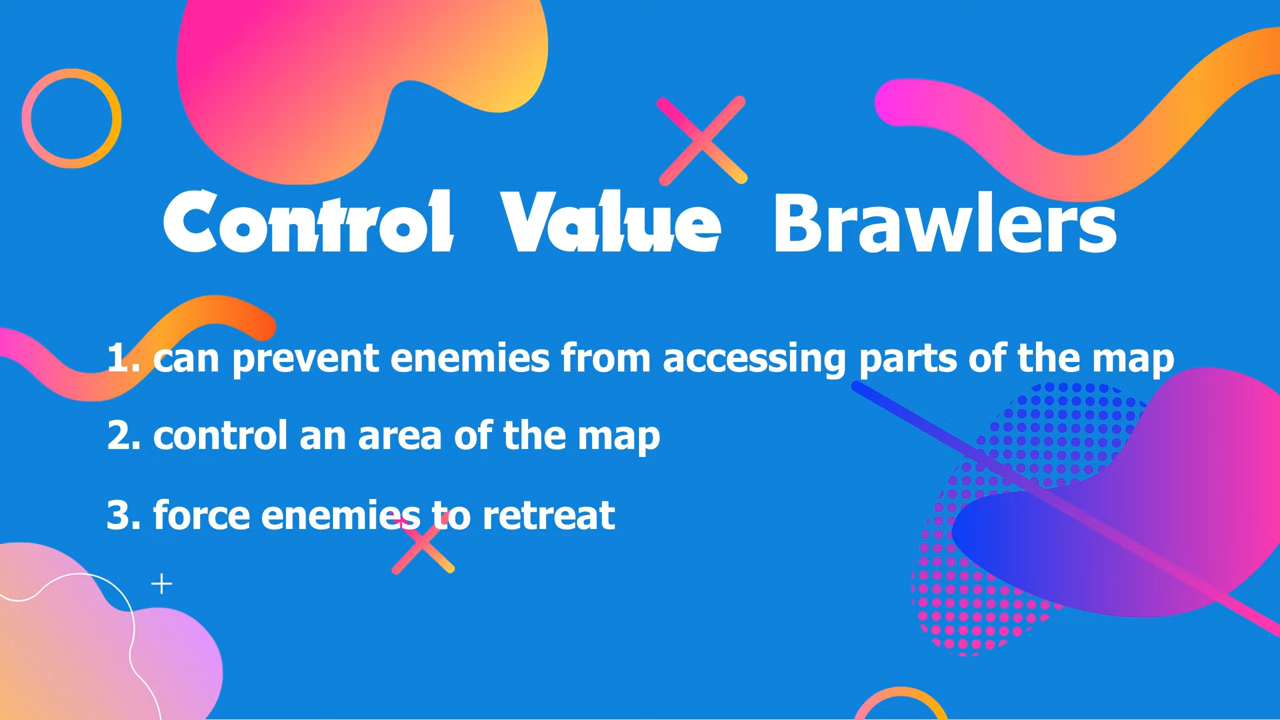 Control Value Brawlers
1. can prevent enemies from accessing parts of the map
2. control an area of the map
3. force enemies to retreat